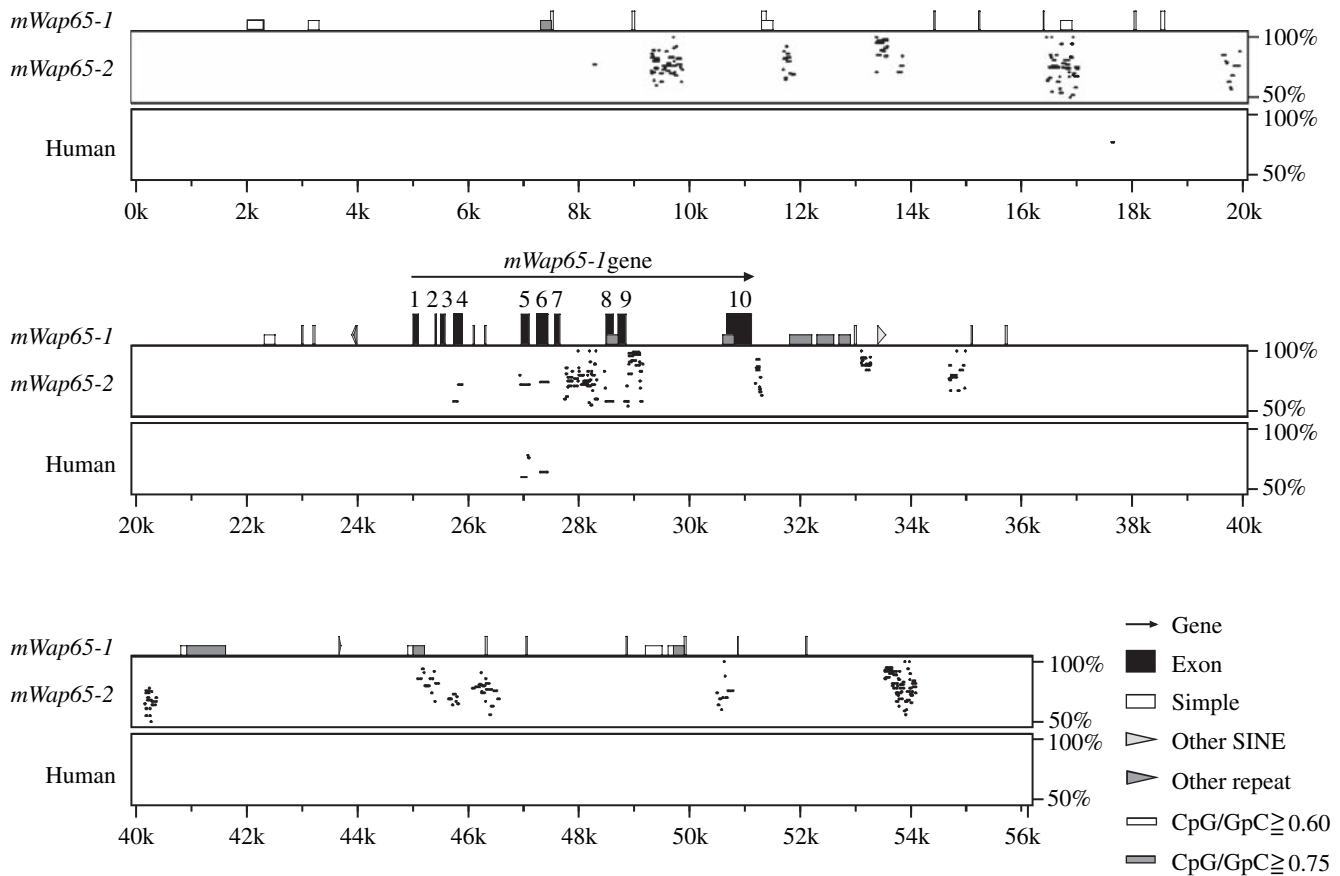 mWap65-1
mWap65-2
100%
50%
Human
100%
50%
0k 2k 4k 6k 8k 10k 12k 14k 16k 18k 20k
mWap65-1gene
1 2 3 4 5 6 7 8 9 10
mWap65-1
mWap65-2
100%
50%
Human
100%
50%
20k 22k 24k 26k 28k 30k 32k 34k 36k 38k 40k
mWap65-1
mWap65-2
100%
50%
Human
100%
50%
40k 42k 44k 46k 48k 50k 52k 54k 56k
Gene
Exon
Simple
Other SINE
Other repeat
CpG/GpC≧0.60
CpG/GpC≧0.75